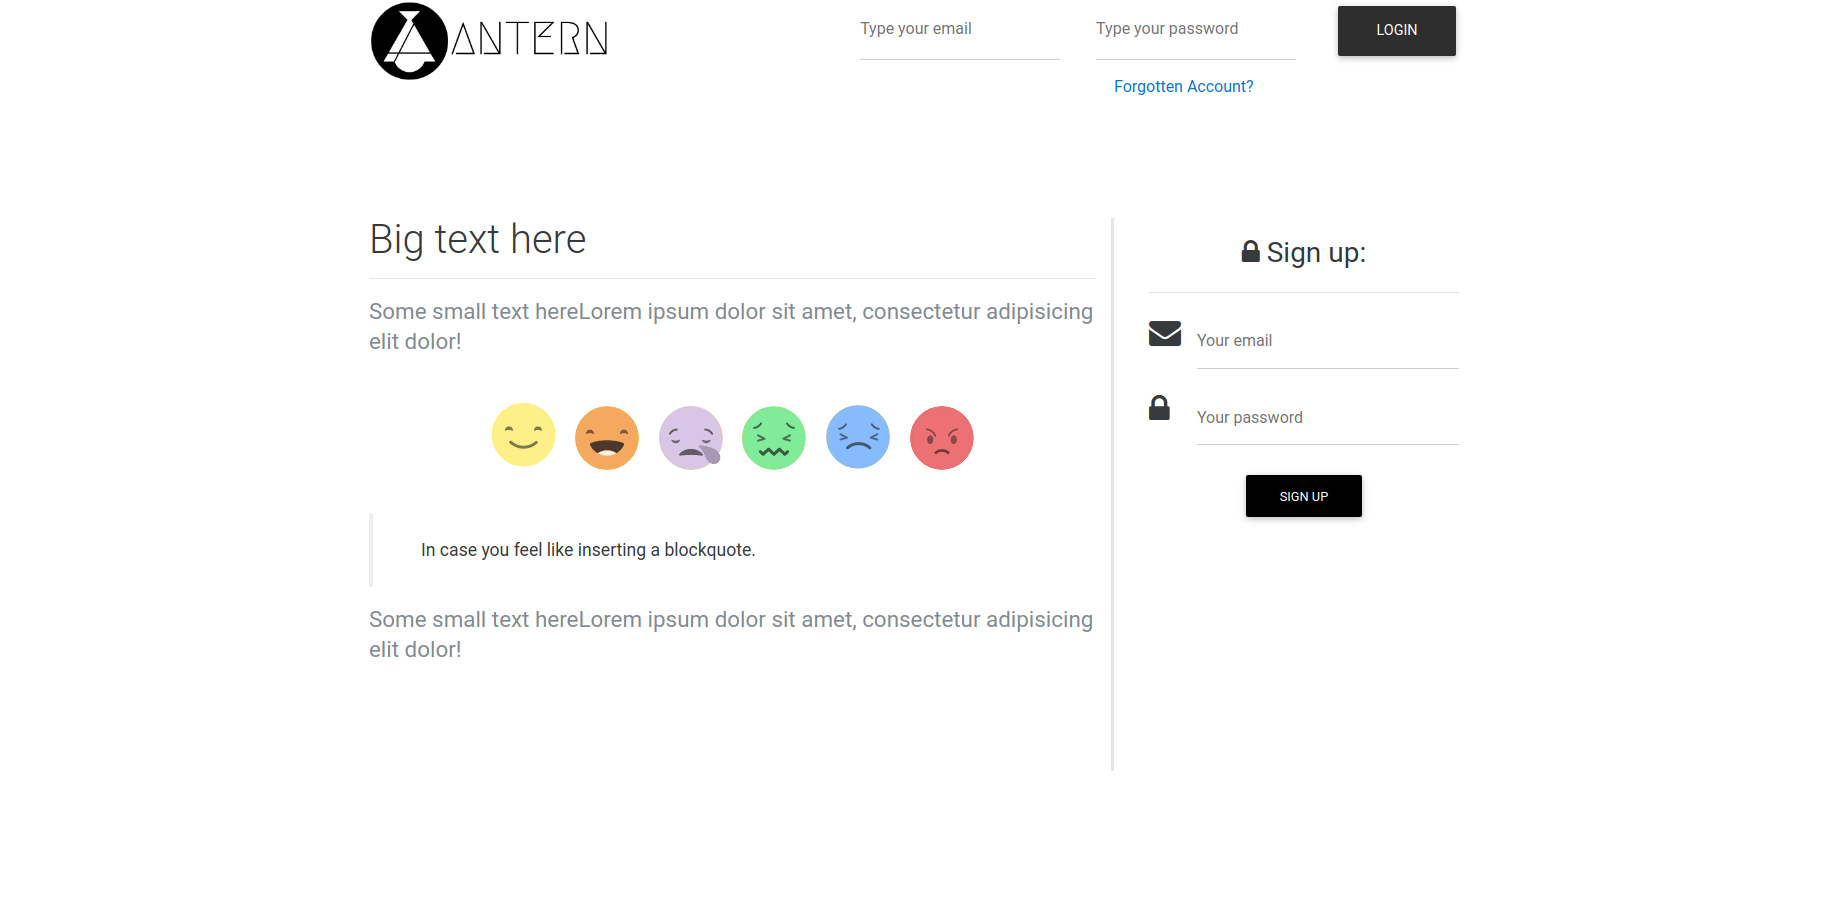 ANTERN
Type your email
Type your password
LOGIN
Forgotten Account?
Big text here
Some small text hereLorem ipsum dolor sit amet, consectetur adipisicing
elit dolor!
In case you feel like inserting a blockquote.
Some small text hereLorem ipsum dolor sit amet, consectetur adipisicing
elit dolor!
Sign up:
Your email
Your password
SIGN UP